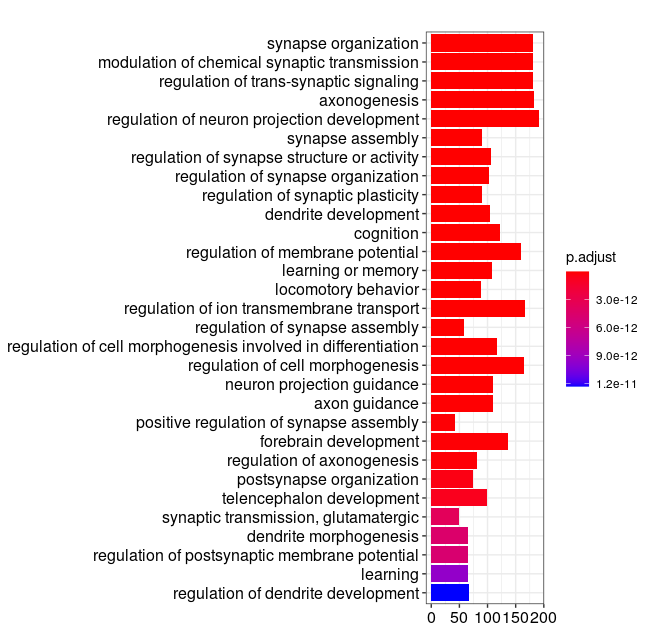 synapse organization
modulation of chemical synaptic transmission
regulation of trans-synaptic signaling
axonogenesis
regulation of neuron projection development
synapse assembly
regulation of synapse structure or activity
regulation of synapse organization
regulation of synaptic plasticity
dendrite development
cognition
regulation of membrane potential
learning or memory
locomotory behavior
regulation of ion transmembrane transport
regulation of synapse assembly
regulation of cell morphogenesis involved in differentiation
regulation of cell morphogenesis
neuron projection guidance
axon guidance
positive regulation of synapse assembly
forebrain development
regulation of axonogenesis
postsynapse organization
telencephalon development
synaptic transmission, glutamatergic
dendrite morphogenesis
regulation of postsynaptic membrane potential
learning
regulation of dendrite development
0 50 100 150 200
p.adjust
3.0e-12
6.0e-12
9.0e-12
1.2e-11